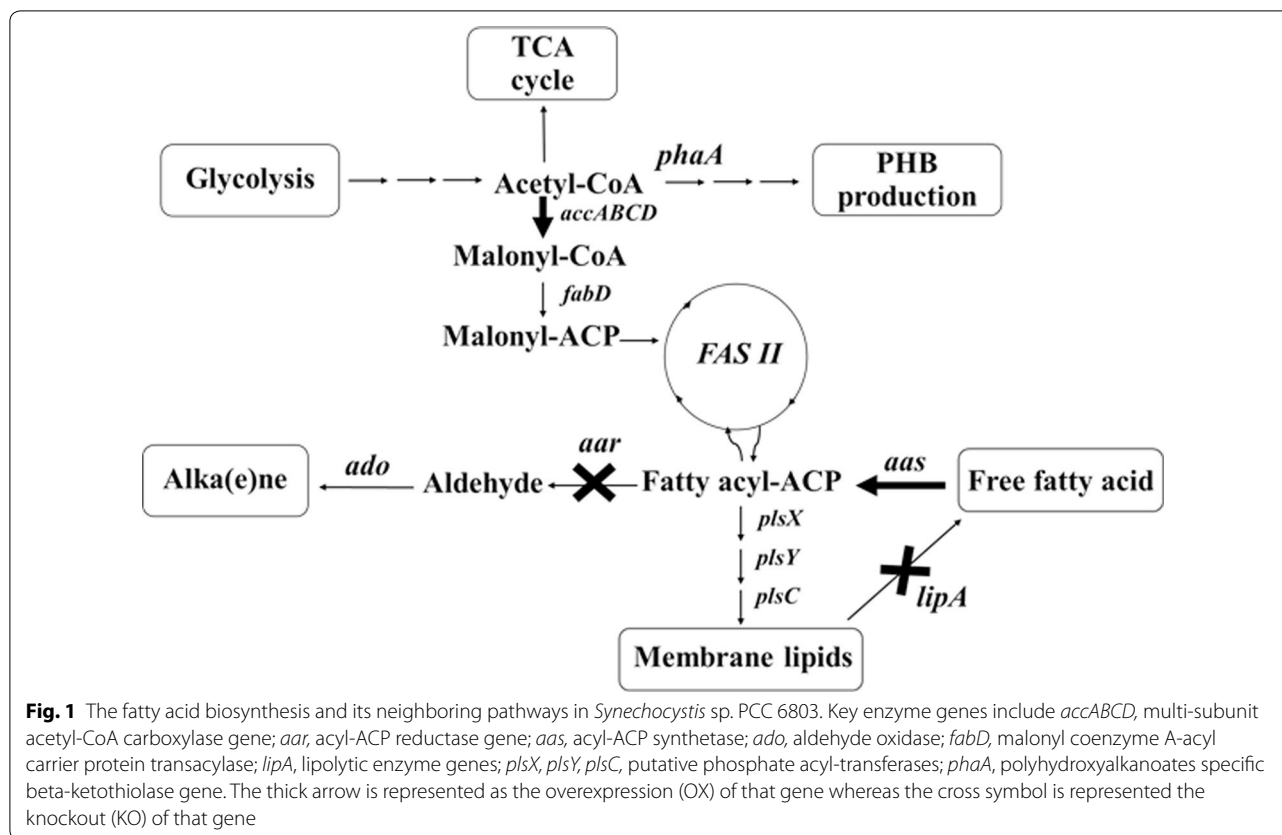 TCA
cycle
Glycolysis
Acetyl-CoA
phaA
PHB
production
accABCD
Malonyl-CoA
fabD
Malonyl-ACP
FAS II
Alka(e)ne
ado
Aldehyde
aar
Fatty acyl-ACP
aas
Free fatty acid
plsX
plsY
plsC
lipA
Membrane lipids
Fig. 1 The fatty acid biosynthesis and its neighboring pathways in Synechocystis sp. PCC 6803. Key enzyme genes include accABCD, multi-subunit
acetyl-CoA carboxylase gene; aar, acyl-ACP reductase gene; aas, acyl-ACP synthetase; ado, aldehyde oxidase; fabD, malonyl coenzyme A-acyl
carrier protein transacylase; lipA, lipolytic enzyme genes; plsX, plsY, plsC, putative phosphate acyl-transferases; phaA, polyhydroxyalkanoates specific
beta-ketothiolase gene. The thick arrow is represented as the overexpression (OX) of that gene whereas the cross symbol is represented the
knockout (KO) of that gene